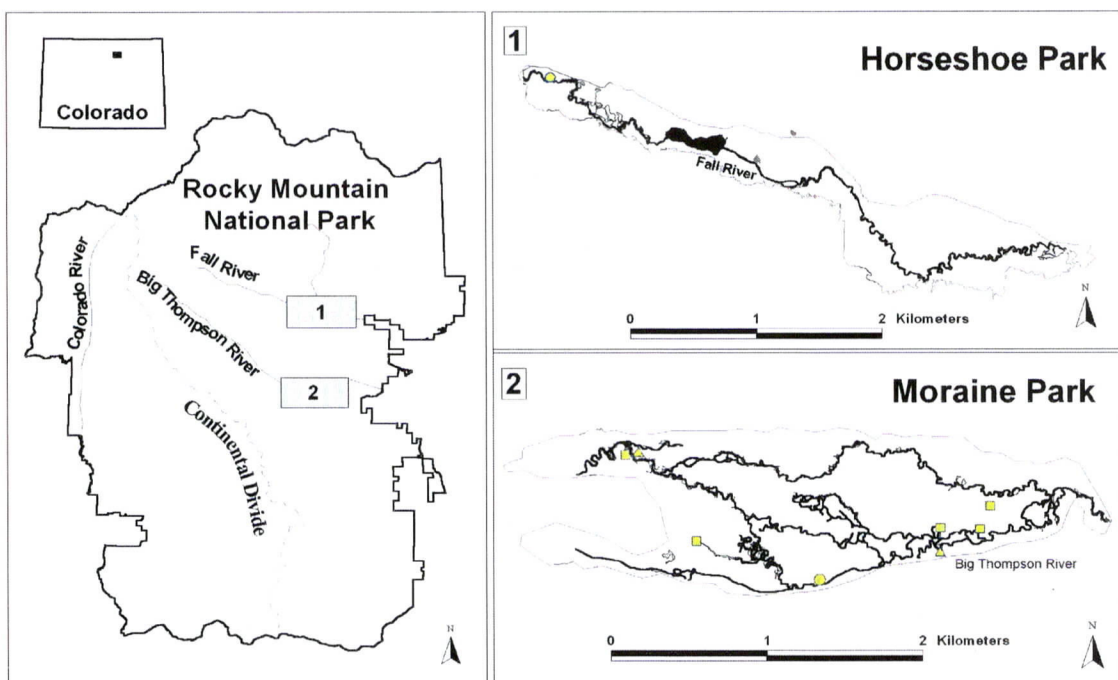 Colorado
Rocky Mountain
National Park
Colorado River
Fall River
Big Thompson River
1
2
Continental Divide
N
1
Horseshoe Park
Fall River
N
0 1 2 Kilometers
2
Moraine Park
Big Thompson River
N
0 1 2 Kilometers